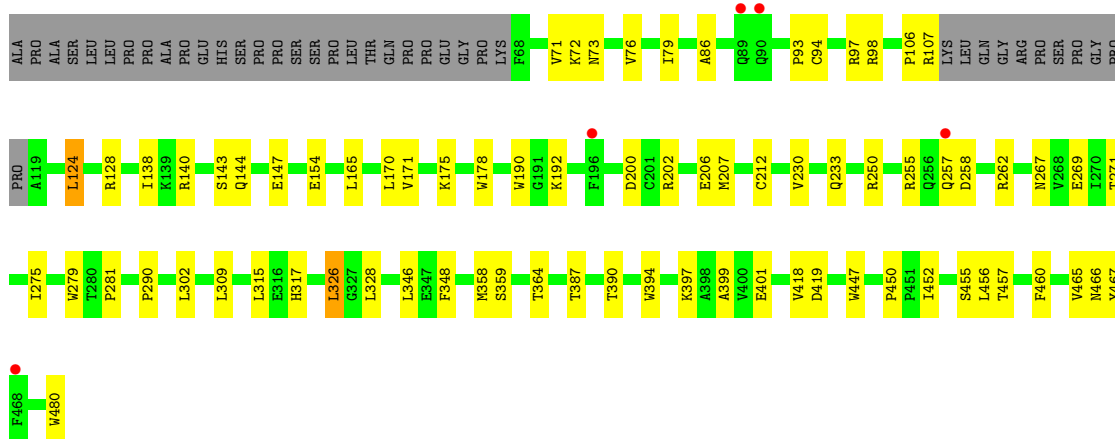 ALA PRO ALA SER LEU LEU PRO PRO ALA PRO GLU HIS SER PRO PRO SER SER PRO LEU THR GLN PRO PRO GLU GLY PRO LYS F68 V71 K72 N73 V76 I79 A86 Q89 Q90 P93 C94 R97 R98 P106 R107 LYS LEU GLN GLY ARG PRO SER PRO GLY PRO
PRO A119 L124 R128 I138 K139 R140 S143 Q144 E147 E154 L165 L170 V171 K175 W178 W190 G191 K192 F196 D200 C201 R202 E206 M207 C212 V230 Q233 R250 R255 Q256 Q257 D258 R262 N267 V268 E269 I270 T271
I275 W279 T280 P281 P290 L302 L309 L315 E316 H317 L326 G327 L328 L346 E347 F348 M358 S359 T364 T387 T390 W394 K397 A398 A399 V400 E401 V418 D419 W447 P450 P451 I452 S455 L456 T457 F460 V465 N466 Y467
F468 W480